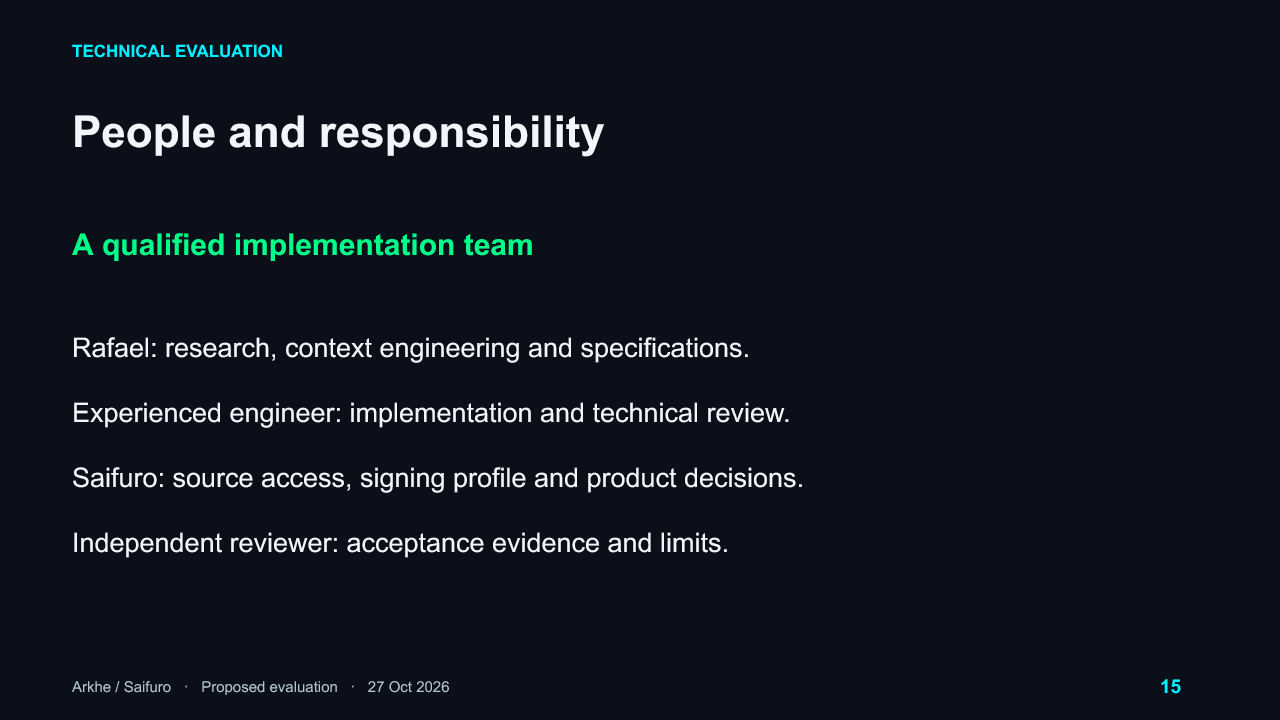 TECHNICAL EVALUATION
People and responsibility
A qualified implementation team
Rafael: research, context engineering and specifications.
Experienced engineer: implementation and technical review.
Saifuro: source access, signing profile and product decisions.
Independent reviewer: acceptance evidence and limits.
Arkhe / Saifuro · Proposed evaluation · 27 Oct 2026
15